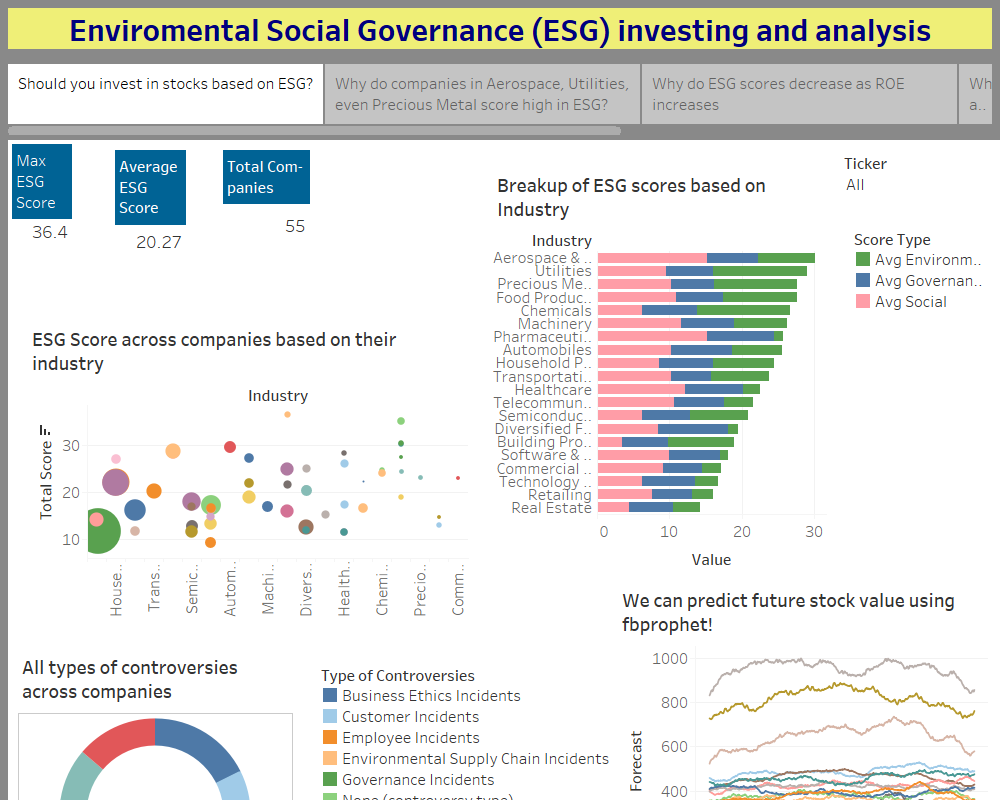 Enviromental Social Governance (ESG) investing and analysis
Should you invest in stocks based on ESG?
Why do companies in Aerospace, Utilities,
even Precious Metal score high in ESG?
Why do ESG scores decrease as ROE
increases
Wh
a..
Max
ESG
Score
36.4
Average
ESG
Score
20.27
Total Com-
panies
55
Breakup of ESG scores based on
Industry
Ticker
All
Industry
Aerospace & ..
Utilities
Precious Me..
Food Produc..
Chemicals
Machinery
Pharmaceuti..
Automobiles
Household P..
Transportati..
Healthcare
Telecommun..
Semiconduc..
Diversified F..
Building Pro..
Software & ..
Commercial ..
Technology ..
Retailing
Real Estate
0 10 20 30
Value
Score Type
Avg Environm..
Avg Governan..
Avg Social
ESG Score across companies based on their
industry
Industry
Total Score
30
20
10
House..
Trans..
Semic..
Autom..
Machi..
Divers..
Health..
Chemi..
Precio..
Comm..
We can predict future stock value using
fbprophet!
Forecast
1000
800
600
400
All types of controversies
across companies
Type of Controversies
Business Ethics Incidents
Customer Incidents
Employee Incidents
Environmental Supply Chain Incidents
Governance Incidents
None (controversy type)